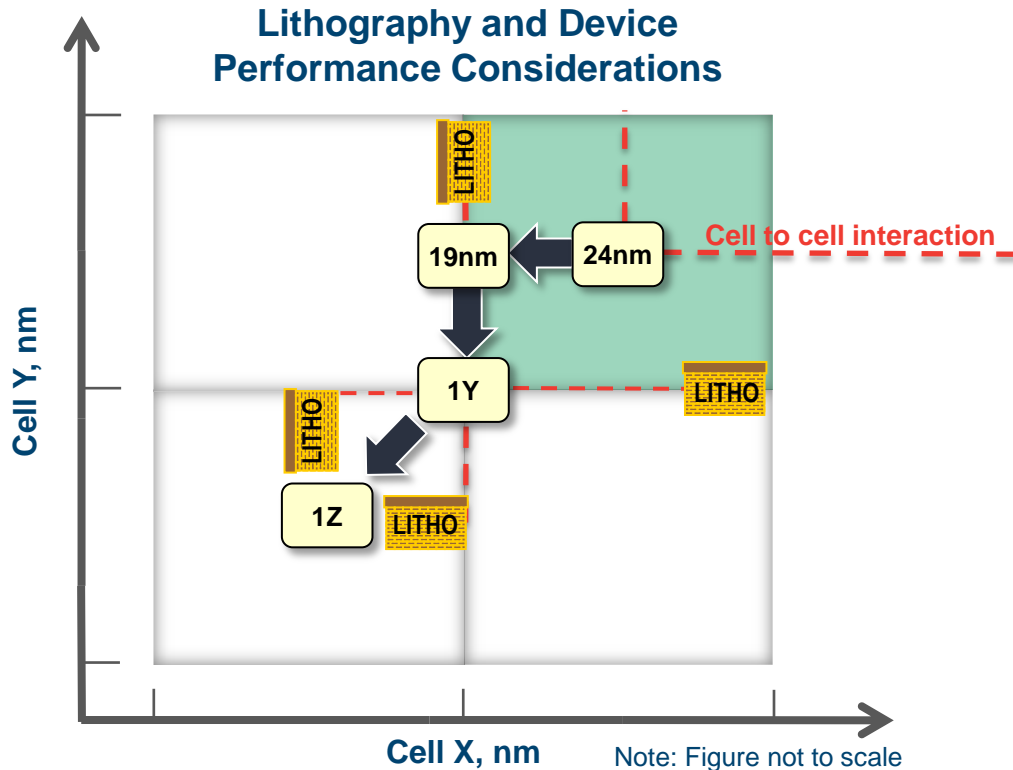 Lithography and Device
Performance Considerations
LITHO
19nm
24nm
Cell to cell interaction
Cell Y, nm
1Y
LITHO
LITHO
1Z
LITHO
Cell X, nm
Note: Figure not to scale